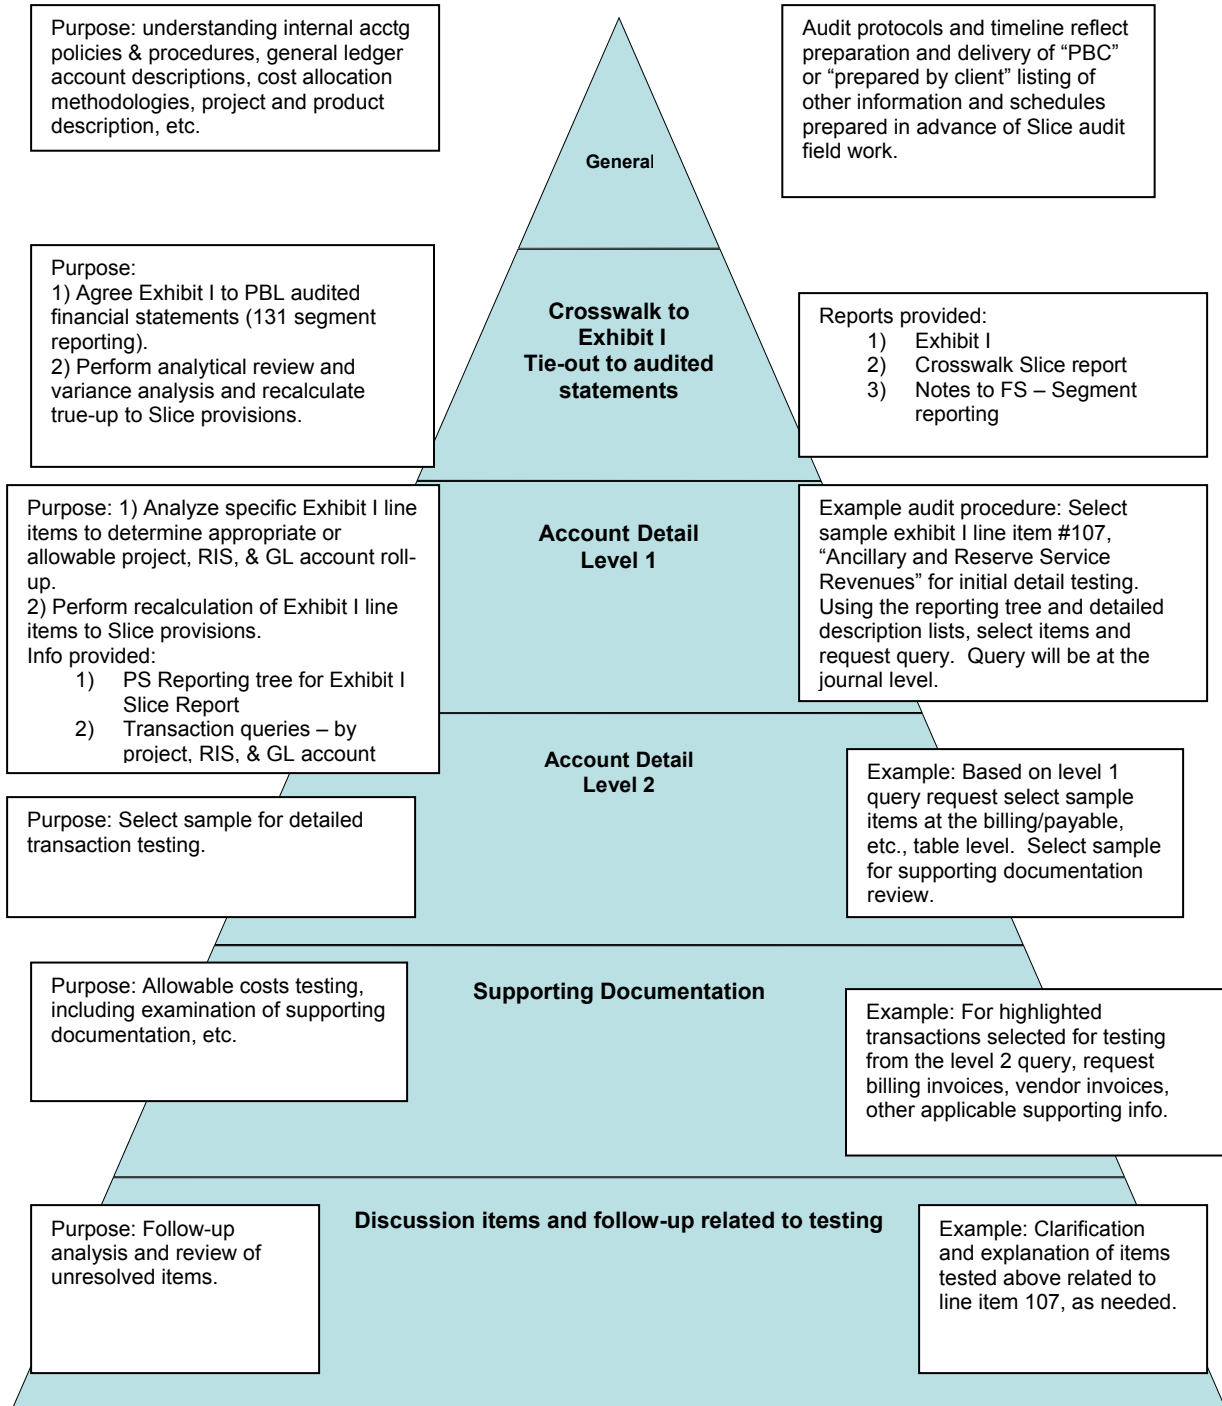 Purpose: understanding internal acctg
policies & procedures, general ledger
account descriptions, cost allocation
methodologies, project and product
description, etc.
Audit protocols and timeline reflect
preparation and delivery of “PBC”
or “prepared by client” listing of
other information and schedules
prepared in advance of Slice audit
field work.
General
Purpose:
1) Agree Exhibit I to PBL audited
financial statements (131 segment
reporting).
2) Perform analytical review and
variance analysis and recalculate
true-up to Slice provisions.
Crosswalk to
Exhibit I
Tie-out to audited
statements
Reports provided:
1) Exhibit I
2) Crosswalk Slice report
3) Notes to FS – Segment
reporting
Purpose: 1) Analyze specific Exhibit I line
items to determine appropriate or
allowable project, RIS, & GL account roll-
up.
2) Perform recalculation of Exhibit I line
items to Slice provisions.
Info provided:
1) PS Reporting tree for Exhibit I
Slice Report
2) Transaction queries – by
project, RIS, & GL account
Account Detail
Level 1
Example audit procedure: Select
sample exhibit I line item #107,
“Ancillary and Reserve Service
Revenues” for initial detail testing.
Using the reporting tree and detailed
description lists, select items and
request query.  Query will be at the
journal level.
Account Detail
Level 2
Purpose: Select sample for detailed
transaction testing.
Example: Based on level 1
query request select sample
items at the billing/payable,
etc., table level.  Select sample
for supporting documentation
review.
Purpose: Allowable costs testing,
including examination of supporting
documentation, etc.
Supporting Documentation
Example: For highlighted
transactions selected for testing
from the level 2 query, request
billing invoices, vendor invoices,
other applicable supporting info.
Purpose: Follow-up
analysis and review of
unresolved items.
Discussion items and follow-up related to testing
Example: Clarification
and explanation of items
tested above related to
line item 107, as needed.